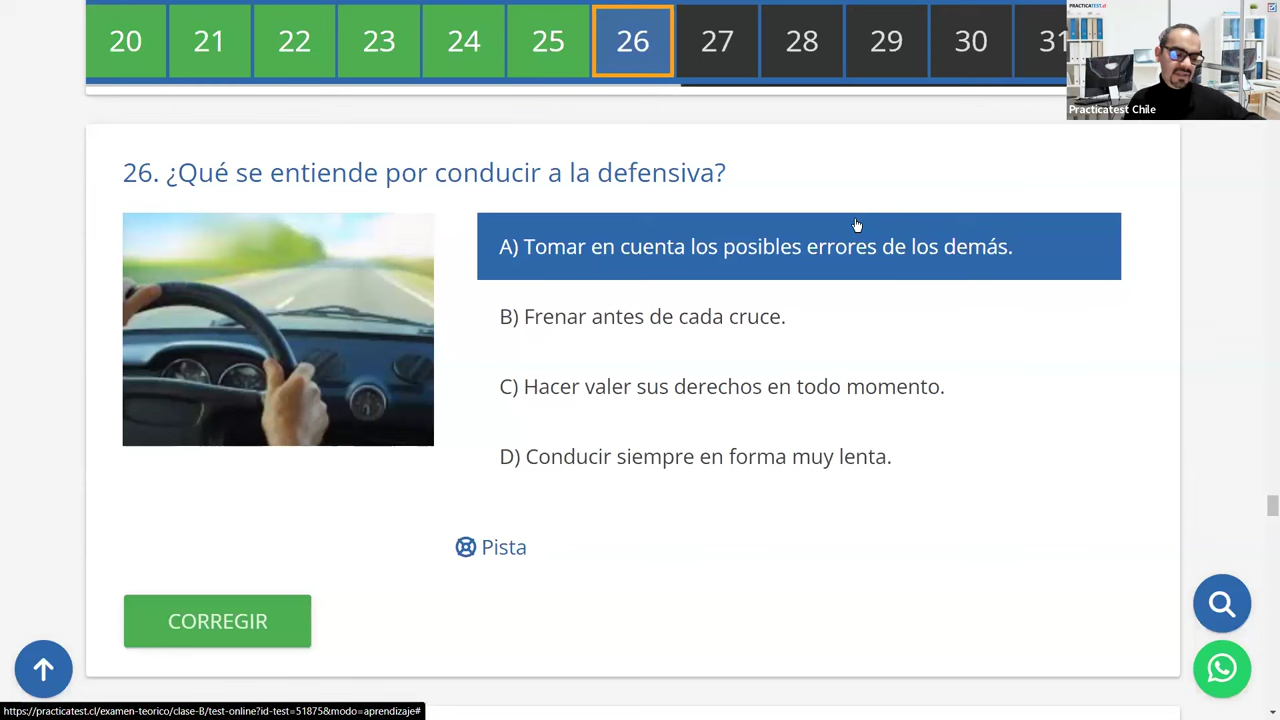 20 21 22 23 24 25 26 27 28 29 30 31
PRACTICATEST.cl
Practicatest Chile
26. ¿Qué se entiende por conducir a la defensiva?
A) Tomar en cuenta los posibles errores de los demás.
B) Frenar antes de cada cruce.
C) Hacer valer sus derechos en todo momento.
D) Conducir siempre en forma muy lenta.
Pista
CORREGIR
https://practicatest.cl/examen-teorico/clase-B/test-online?id-test=51875&modo=aprendizaje#